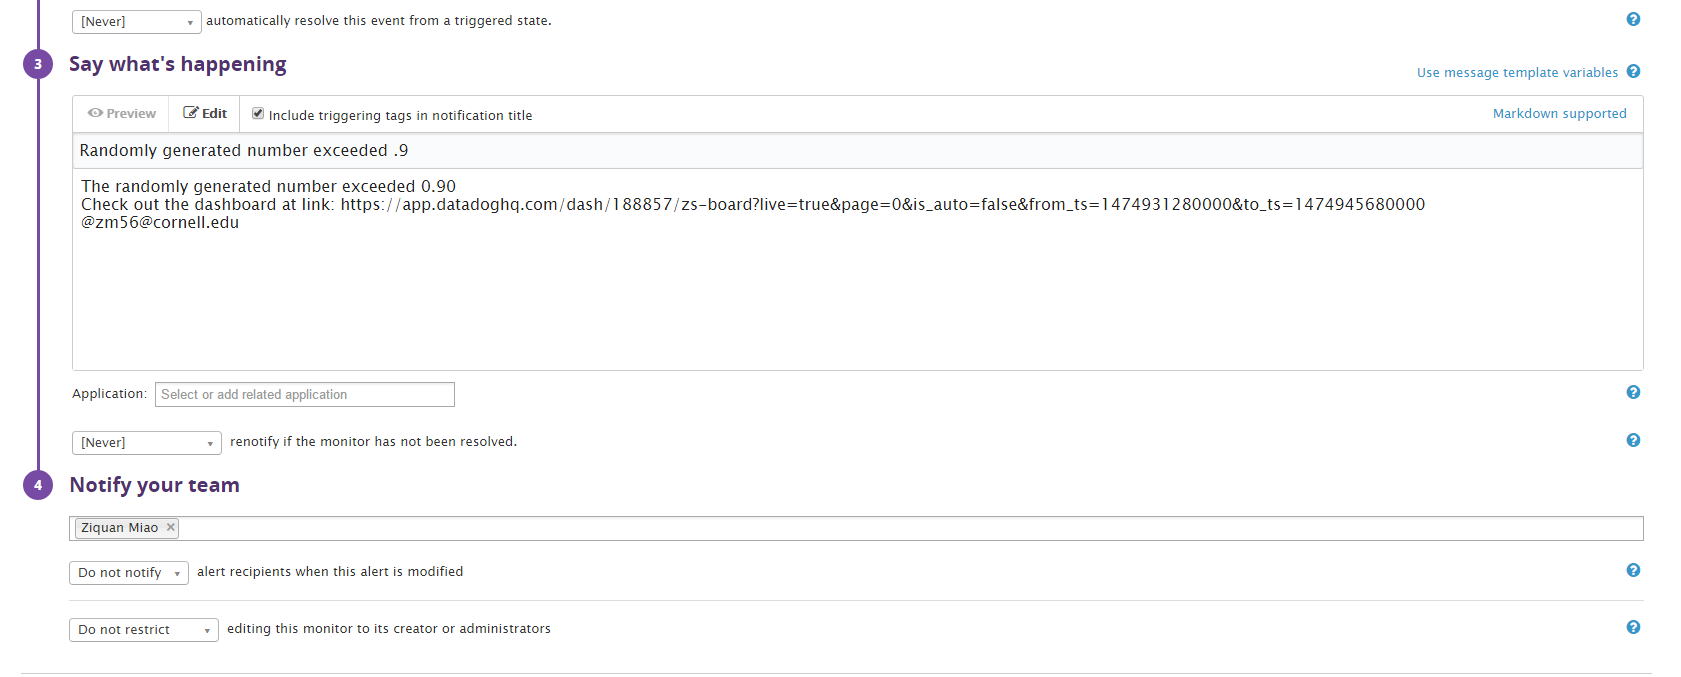 [Never] automatically resolve this event from a triggered state.
3 Say what's happening
Use message template variables
Preview Edit Include triggering tags in notification title Markdown supported
Randomly generated number exceeded .9
The randomly generated number exceeded 0.90
Check out the dashboard at link: https://app.datadoghq.com/dash/188857/zs-board?live=true&page=0&is_auto=false&from_ts=1474931280000&to_ts=1474945680000
@zm56@cornell.edu
Application: Select or add related application
[Never] renotify if the monitor has not been resolved.
4 Notify your team
Ziquan Miao ×
Do not notify alert recipients when this alert is modified
Do not restrict editing this monitor to its creator or administrators